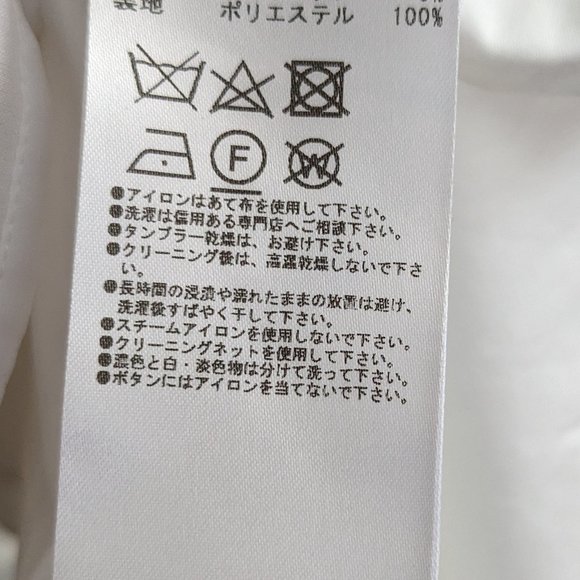 裏地 ポリエステル 100%
F W
●アイロンはあて布を使用して下さい。
●洗濯は信用ある専門店へご相談下さい。
●タンブラー乾燥は、お避け下さい。
●クリーニング後は、高温乾燥しないで下さ
い。
●長時間の浸漬や濡れたままの放置は避け、
洗濯後すばやく干して下さい。
●スチームアイロンを使用しないで下さい。
●クリーニングネットを使用して下さい。
●濃色と白・淡色物は分けて洗って下さい。
●ボタンにはアイロンを当てないで下さい。